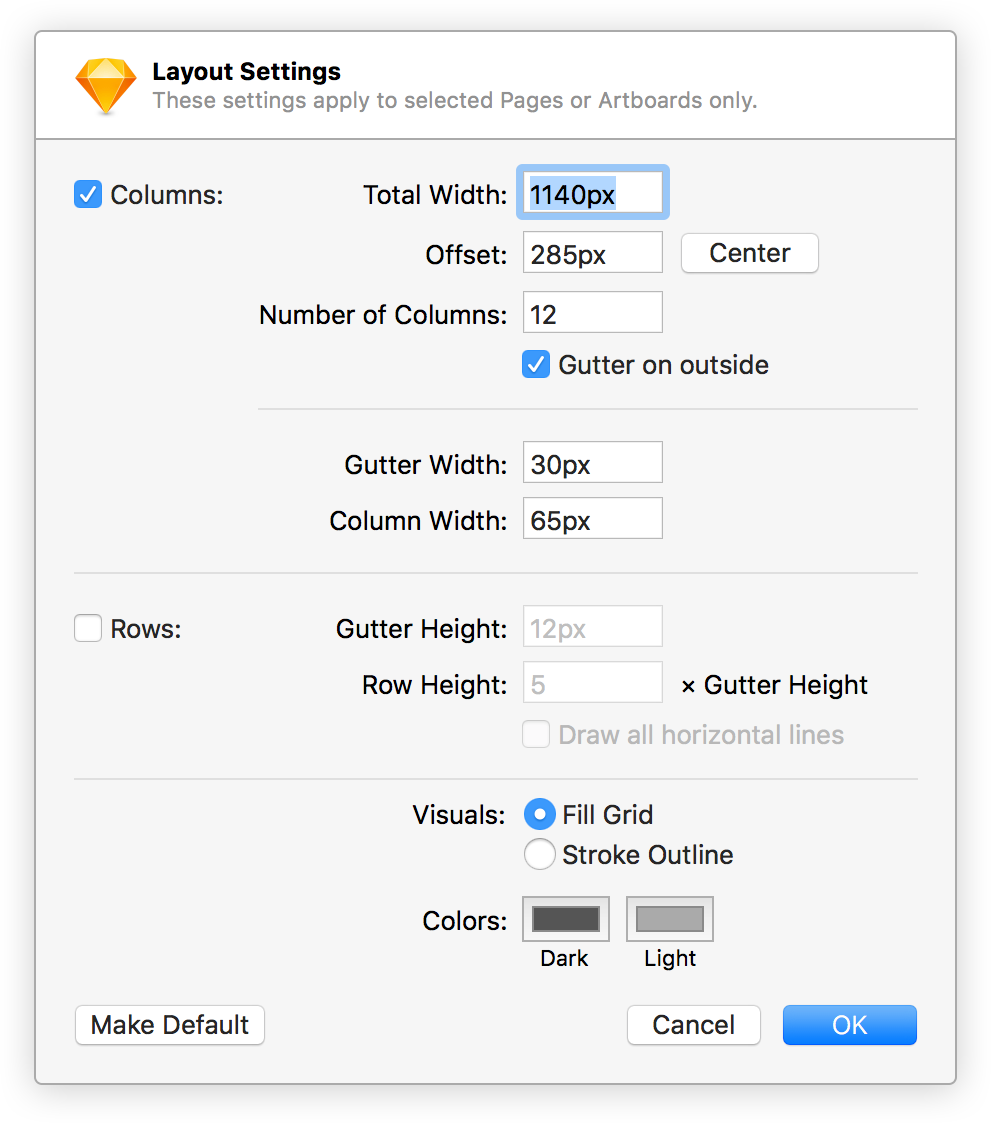 Layout Settings
These settings apply to selected Pages or Artboards only.
Columns: Total Width: 1140px
Offset: 285px Center
Number of Columns: 12
Gutter on outside
Gutter Width: 30px
Column Width: 65px
Rows: Gutter Height: 12px
Row Height: 5 × Gutter Height
Draw all horizontal lines
Visuals: Fill Grid
Stroke Outline
Colors:
Dark Light
Make Default Cancel OK